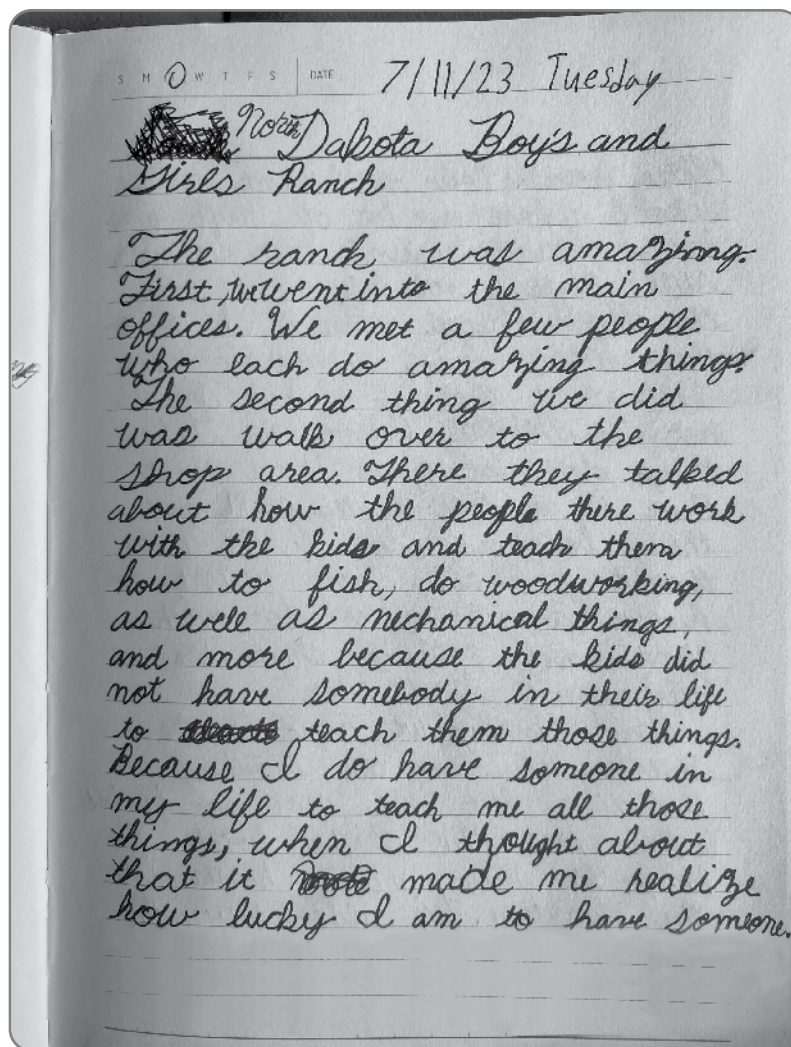 S M T W T F S DATE 7/11/23 Tuesday
North Dakota Boy's and
Girls Ranch
The ranch was amazing.
First, we went into the main
offices. We met a few people
who each do amazing things.
The second thing we did
was walk over to the
shop area. There they talked
about how the people there work
with the kids and teach them
how to fish, do woodworking,
as well as mechanical things,
and more because the kids did
not have somebody in their life
to teach them those things.
Because I do have someone in
my life to teach me all those
things, when I thought about
that it made me realize
how lucky I am to have someone.